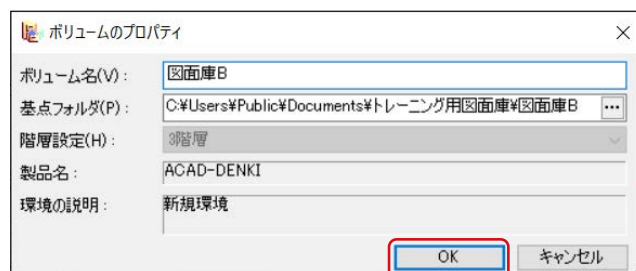 ボリュームのプロパティ
ボリューム名(V): 図面庫B
基点フォルダ(P): C:¥Users¥Public¥Documents¥トレーニング用図面庫¥図面庫B ...
階層設定(H): 3階層
製品名: ACAD-DENKI
環境の説明: 新規環境
OK キャンセル